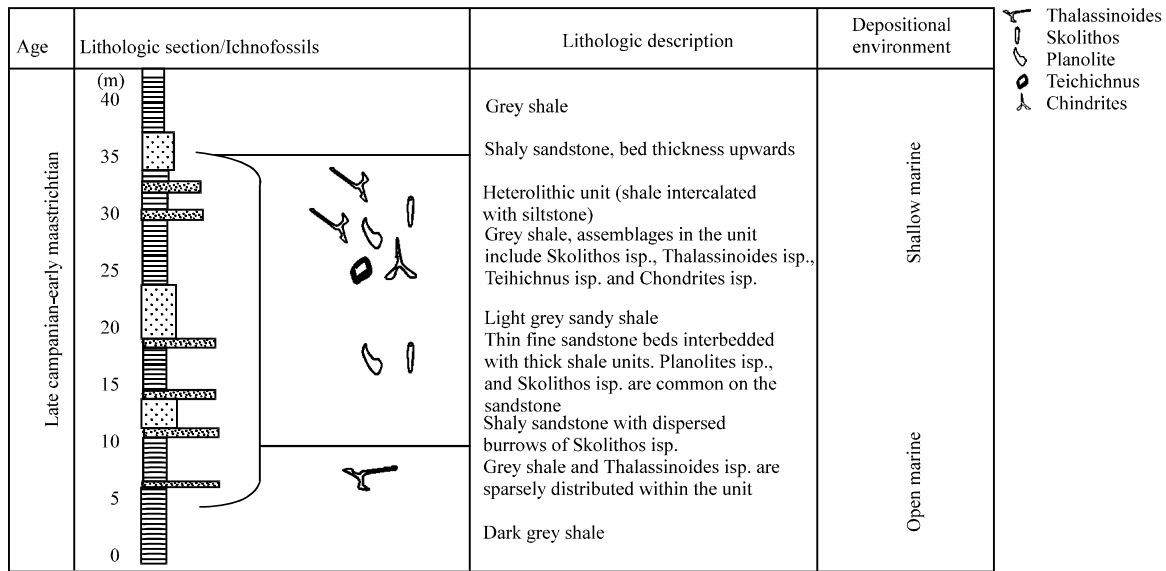 Age
Lithologic section/Ichnofossils
Lithologic description
Depositional
environment
Thalassinoides
Skolithos
Planolite
Teichichnus
Chindrites
Late campanian-early maastrichtian
(m)
40
35
30
25
20
15
10
5
0
Grey shale
Shaly sandstone, bed thickness upwards
Heterolithic unit (shale intercalated
with siltstone)
Grey shale, assemblages in the unit
include Skolithos isp., Thalassinoides isp.,
Teihichnus isp. and Chondrites isp.
Light grey sandy shale
Thin fine sandstone beds interbedded
with thick shale units. Planolites isp.,
and Skolithos isp. are common on the
sandstone
Shaly sandstone with dispersed
burrows of Skolithos isp.
Grey shale and Thalassinoides isp. are
sparsely distributed within the unit
Dark grey shale
Shallow marine
Open marine